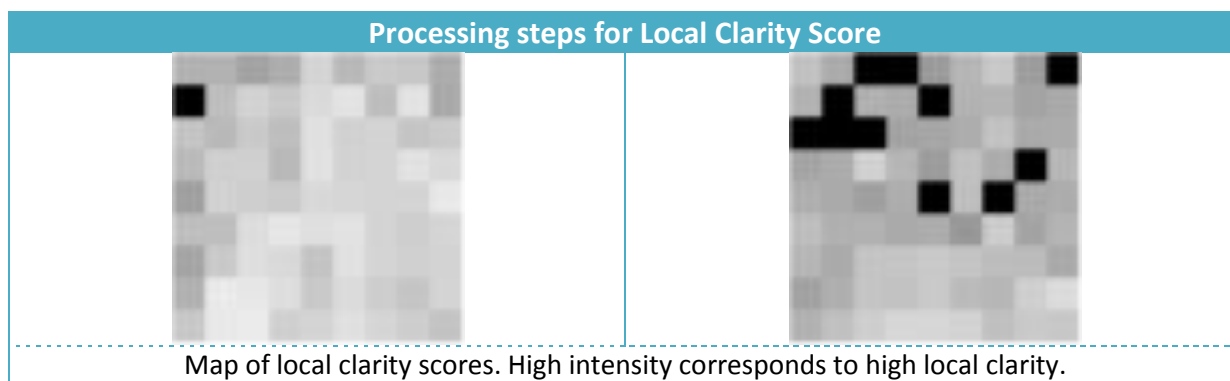 Processing steps for Local Clarity Score
Map of local clarity scores. High intensity corresponds to high local clarity.